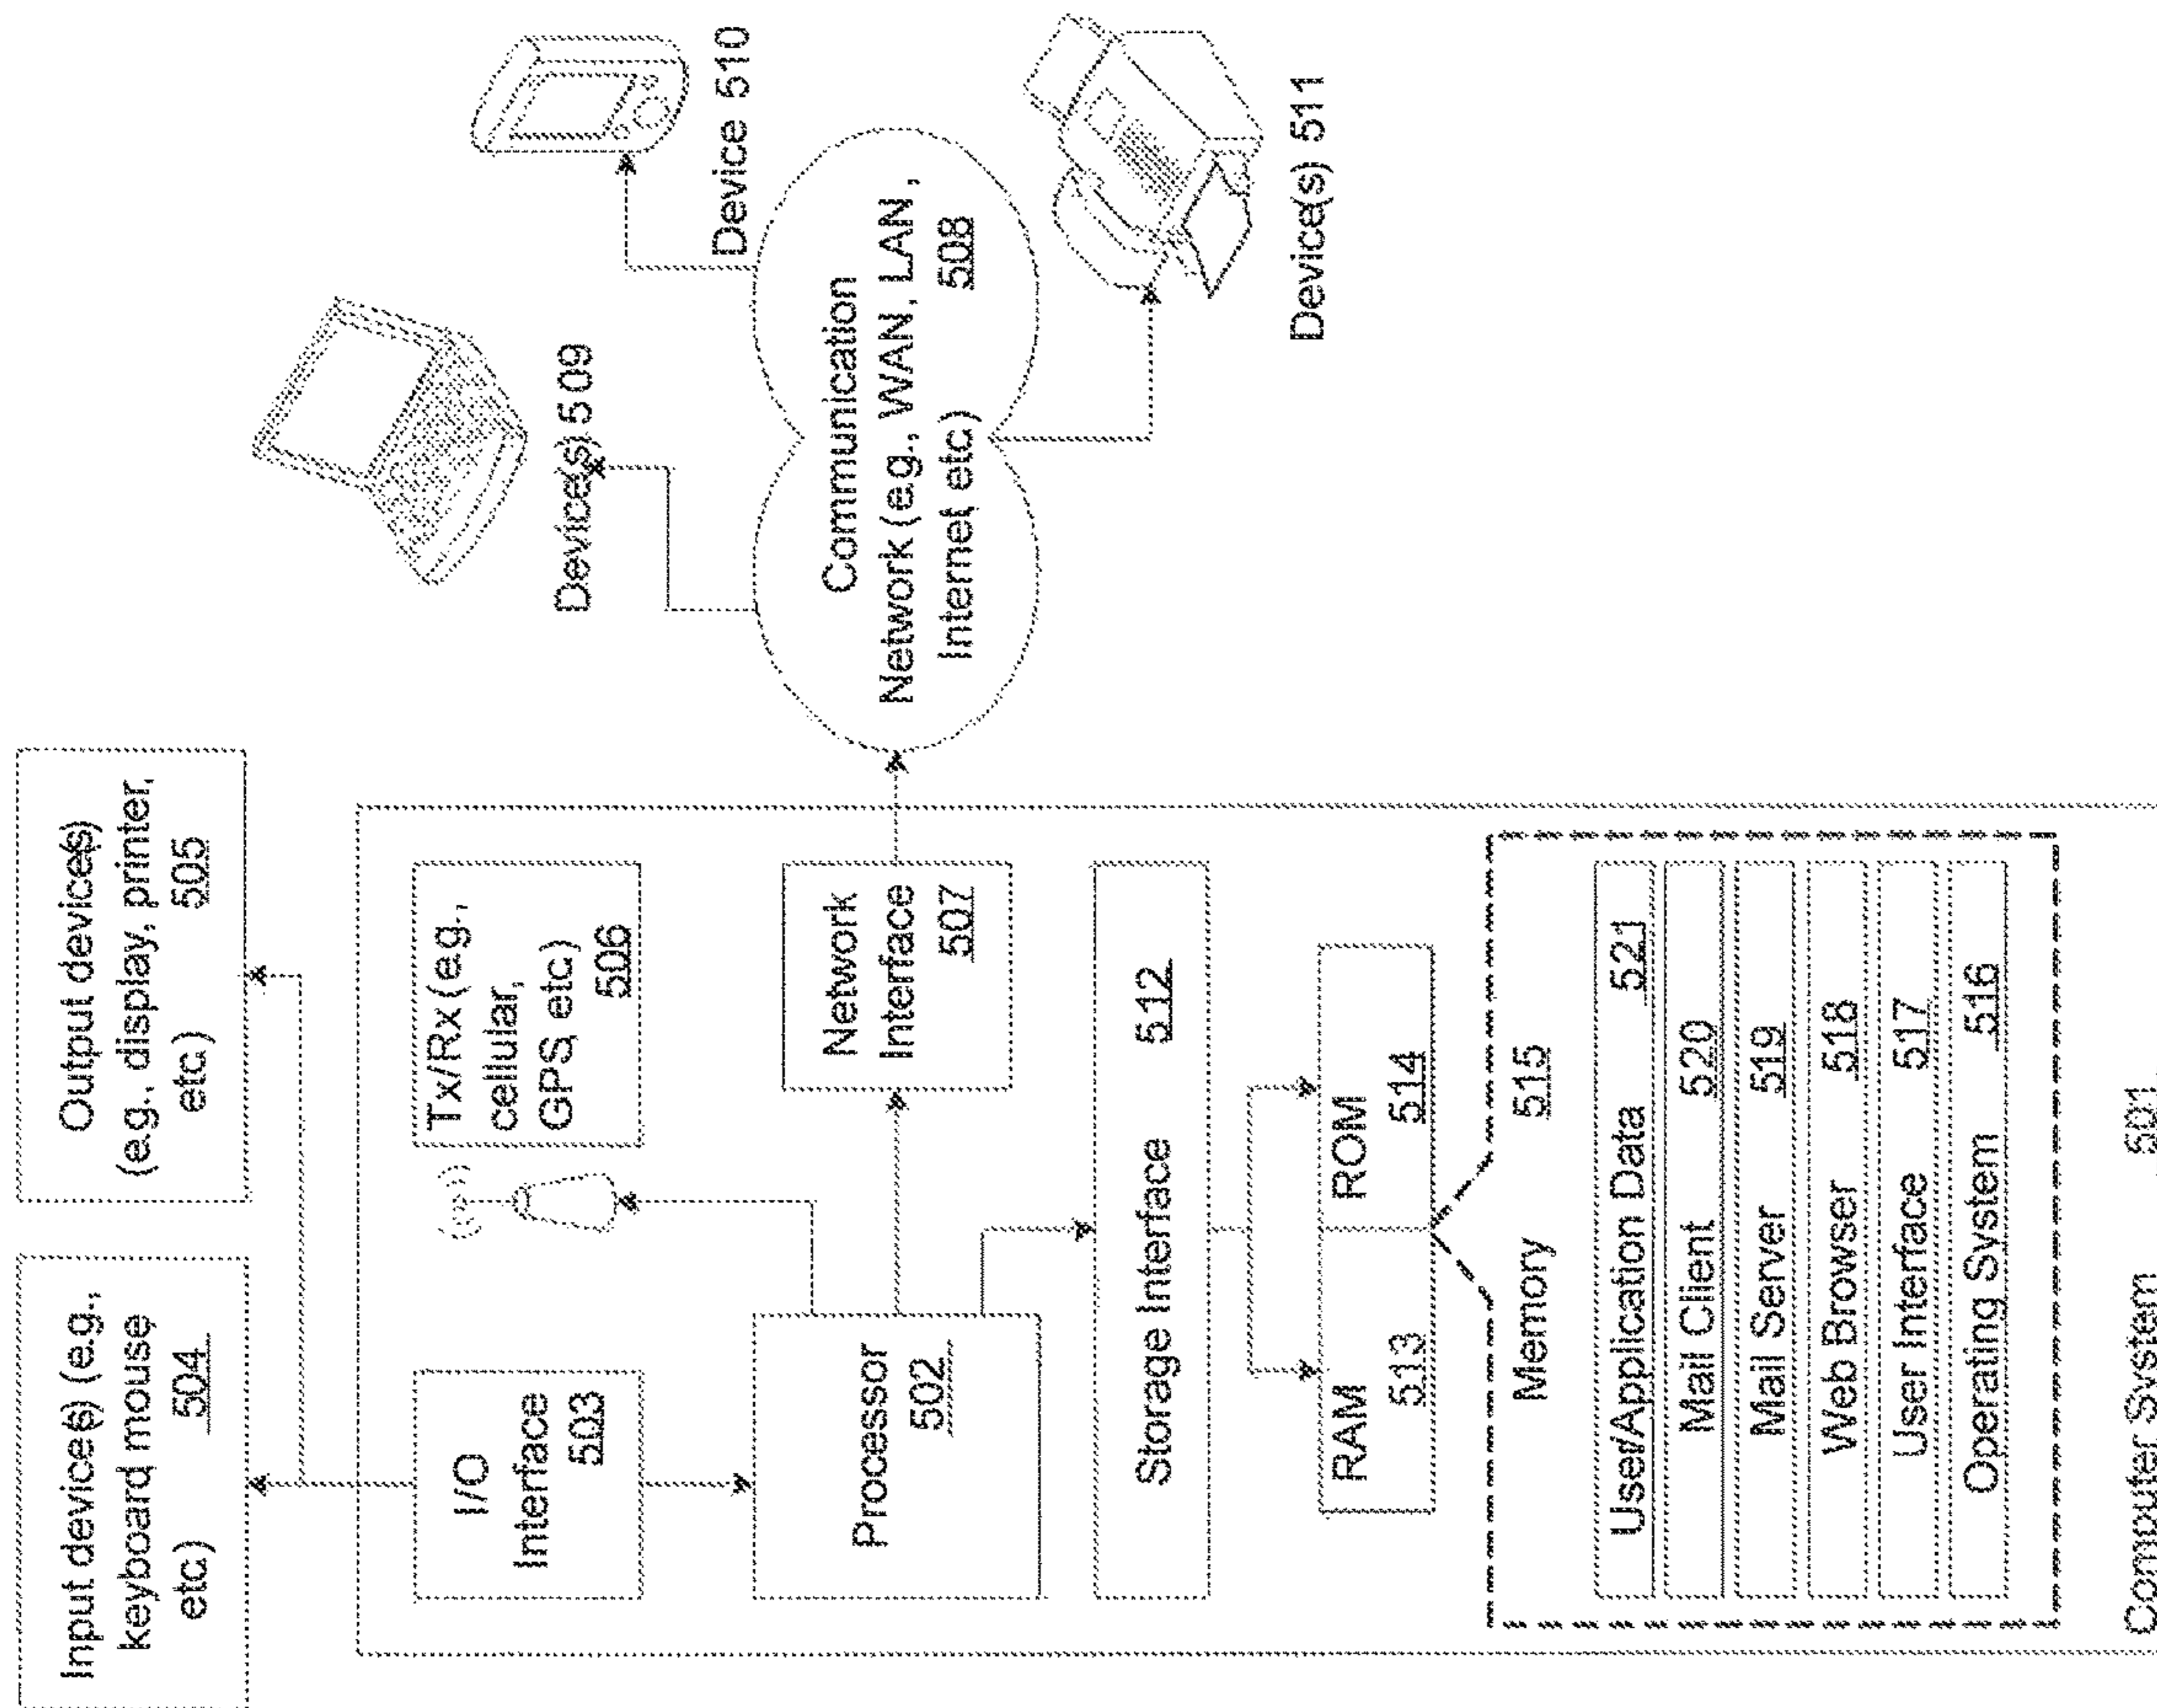 Input device(s) (e.g.,
keyboard mouse
etc.)
504
Output device(s)
(e.g., display, printer,
etc.)
505
I/O
Interface
503
Tx/Rx (e.g.,
cellular,
GPS, etc.)
506
Processor
502
Network
Interface
507
Communication
Network (e.g., WAN, LAN,
Internet, etc.)
508
Device(s) 509
Device 510
Device(s) 511
Storage Interface 512
RAM
513
ROM
514
Memory 515
User/Application Data 521
Mail Client 520
Mail Server 519
Web Browser 518
User Interface 517
Operating System 516
Computer System 501